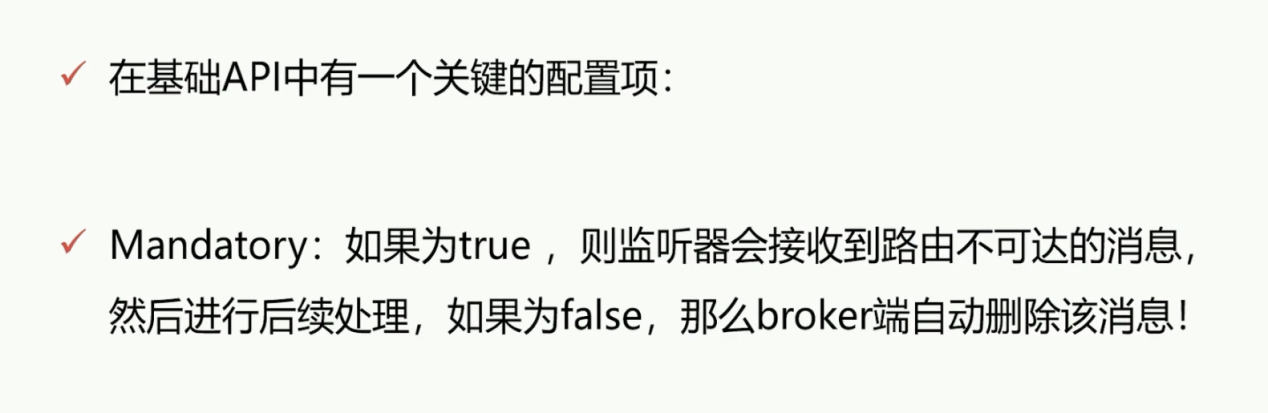 ✓ 在基础API中有一个关键的配置项：
✓ Mandatory：如果为true ，则监听器会接收到路由不可达的消息，
然后进行后续处理，如果为false，那么broker端自动删除该消息！